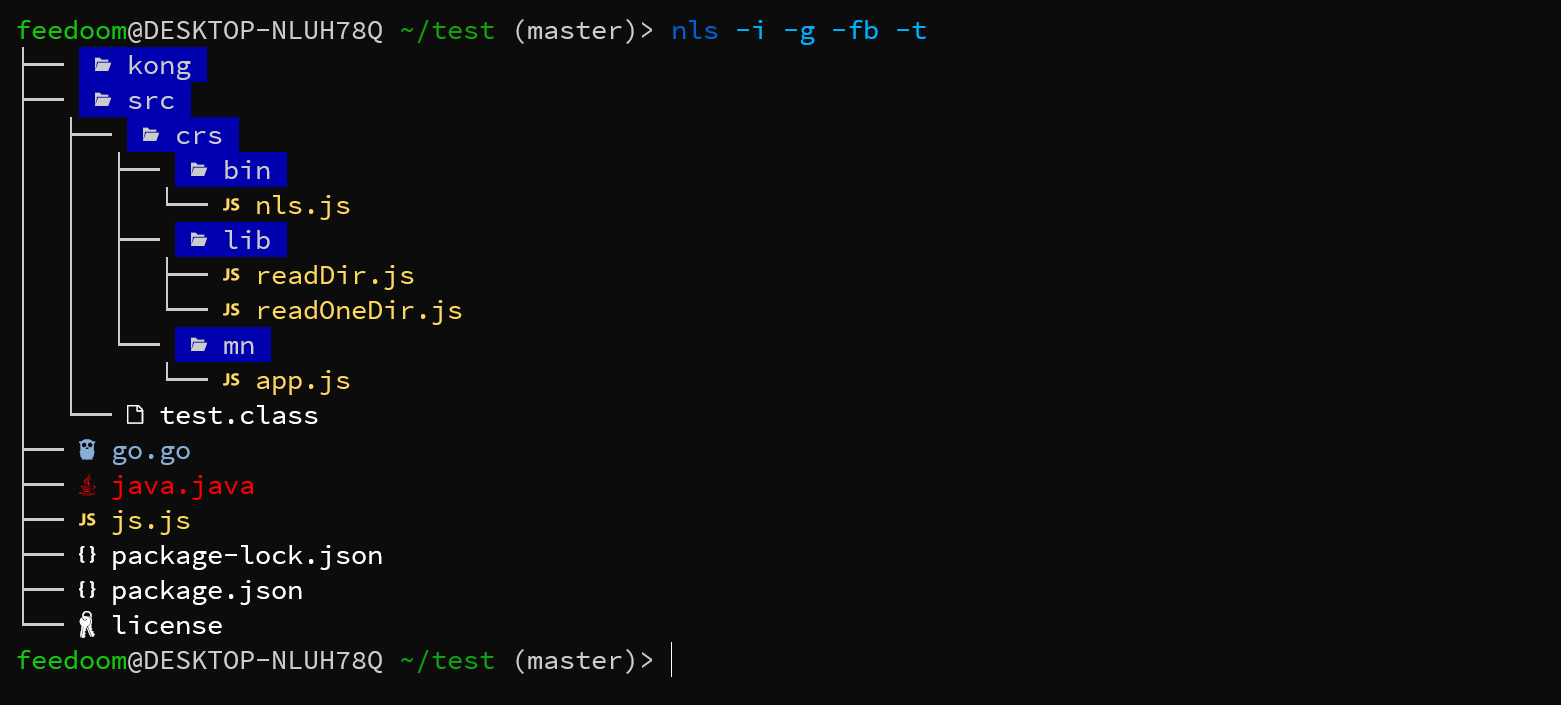 feedoom@DESKTOP-NLUH78Q ~/test (master)> nls -i -g -fb -t
├── kong
├── src
│  ├── crs
│  │  ├── bin
│  │  │  └── JS nls.js
│  │  ├── lib
│  │  │  ├── JS readDir.js
│  │  │  └── JS readOneDir.js
│  │  └── mn
│  │     └── JS app.js
│  └── test.class
├── go.go
├── java.java
├── JS js.js
├── {} package-lock.json
├── {} package.json
└── license
feedoom@DESKTOP-NLUH78Q ~/test (master)>